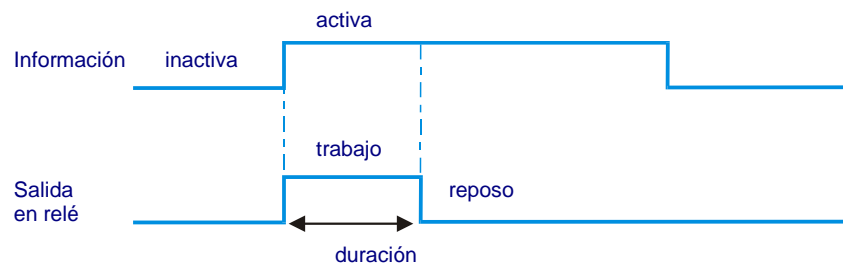 activa
Información
inactiva
trabajo
Salida
en relé
reposo
duración